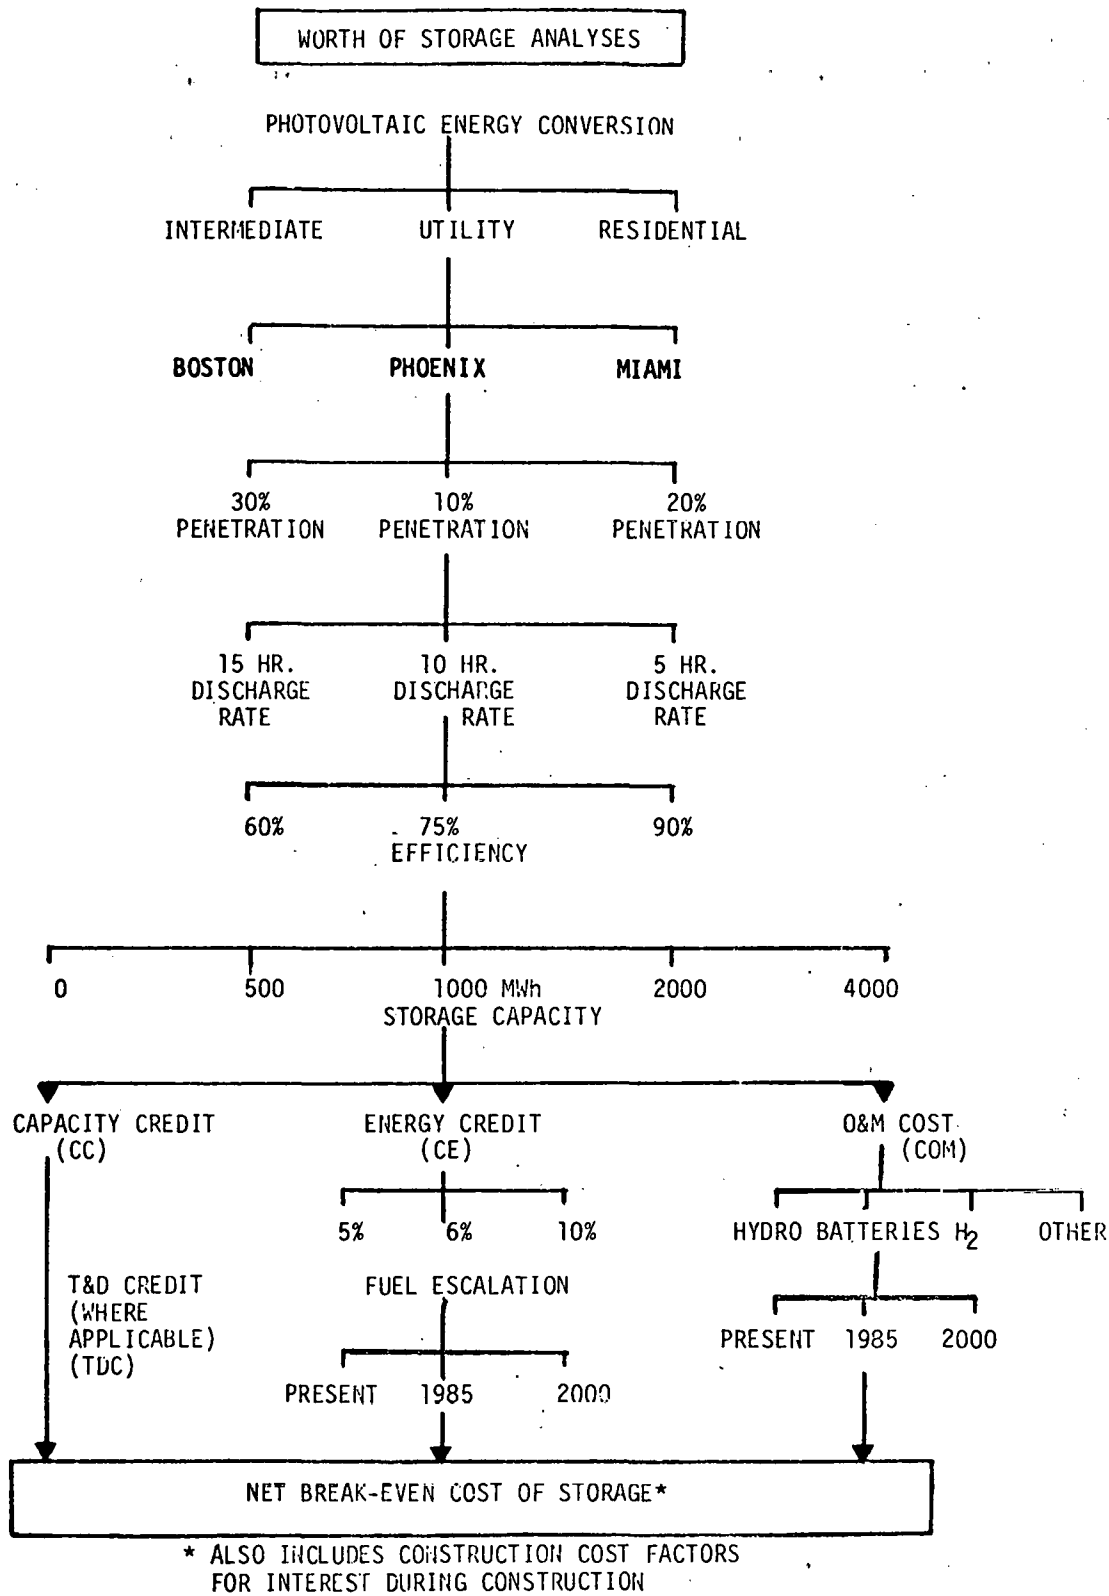 WORTH OF STORAGE ANALYSES
PHOTOVOLTAIC ENERGY CONVERSION
INTERMEDIATE UTILITY RESIDENTIAL
BOSTON PHOENIX MIAMI
30% 10% 20%
PENETRATION PENETRATION PENETRATION
15 HR. 10 HR. 5 HR.
DISCHARGE DISCHARGE DISCHARGE
RATE RATE RATE
60% 75% 90%
EFFICIENCY
0 500 1000 MWh 2000 4000
STORAGE CAPACITY
CAPACITY CREDIT ENERGY CREDIT O&M COST
(CC) (CE) (COM)
5% 6% 10% HYDRO BATTERIES H2 OTHER
T&D CREDIT FUEL ESCALATION
(WHERE
APPLICABLE) PRESENT 1985 2000
(TDC)
PRESENT 1985 2000
NET BREAK-EVEN COST OF STORAGE*
* ALSO INCLUDES CONSTRUCTION COST FACTORS
FOR INTEREST DURING CONSTRUCTION